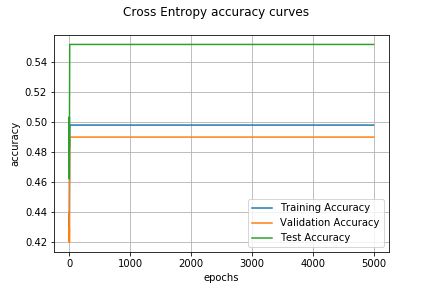 Cross Entropy accuracy curves
accuracy
0.54
0.52
0.50
0.48
0.46
0.44
0.42
0
1000
2000
3000
4000
5000
epochs
Training Accuracy
Validation Accuracy
Test Accuracy